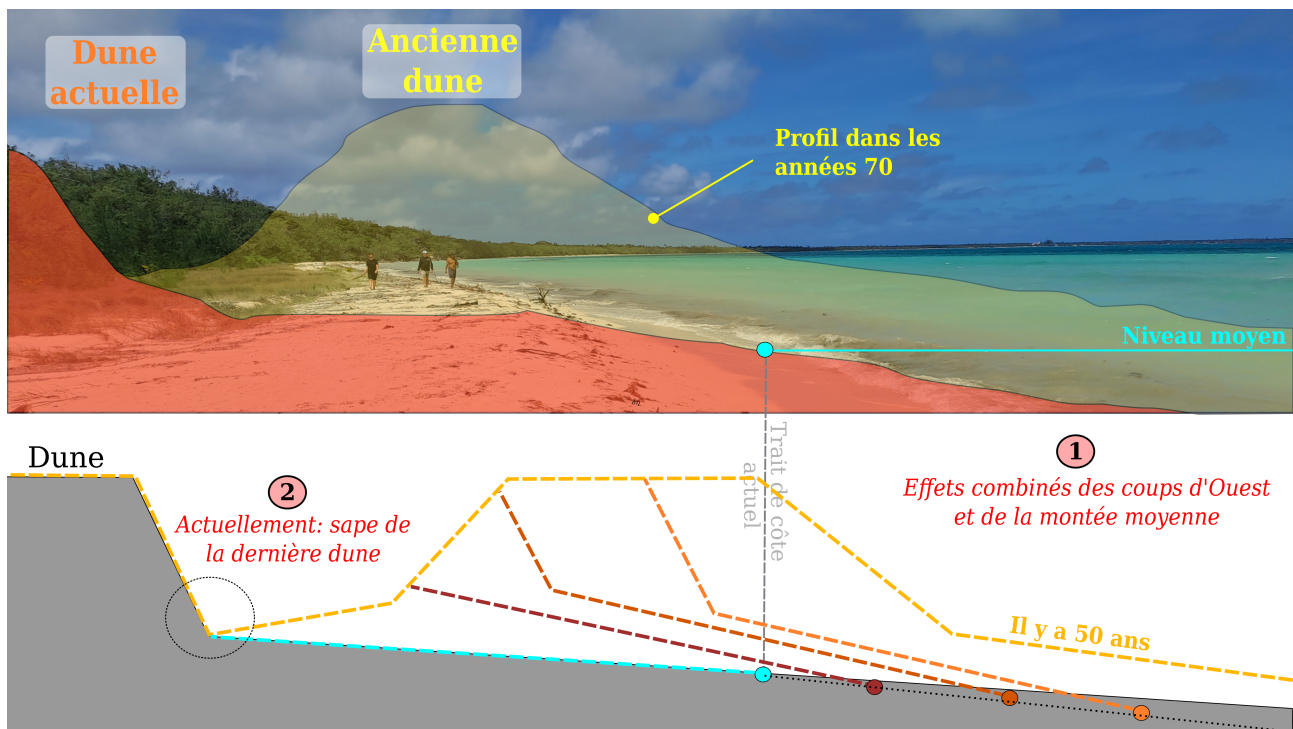 Dune
actuelle
Ancienne
dune
Profil dans les
années 70
Niveau moyen
Trait de côte
actuel
Dune
2
Actuellement: sape de
la dernière dune
1
Effets combinés des coups d'Ouest
et de la montée moyenne
Il y a 50 ans